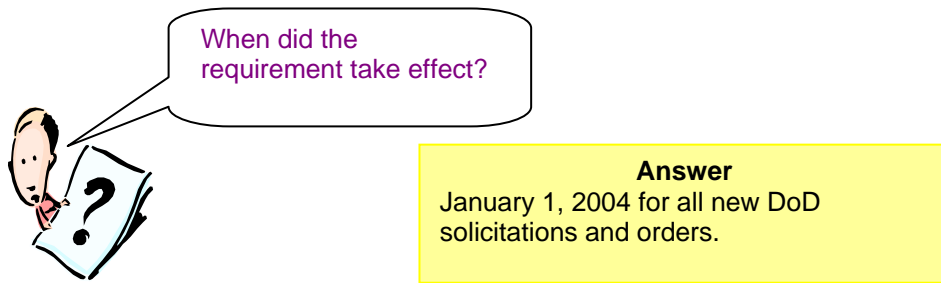 When did the
requirement take effect?
?
Answer
January 1, 2004 for all new DoD
solicitations and orders.